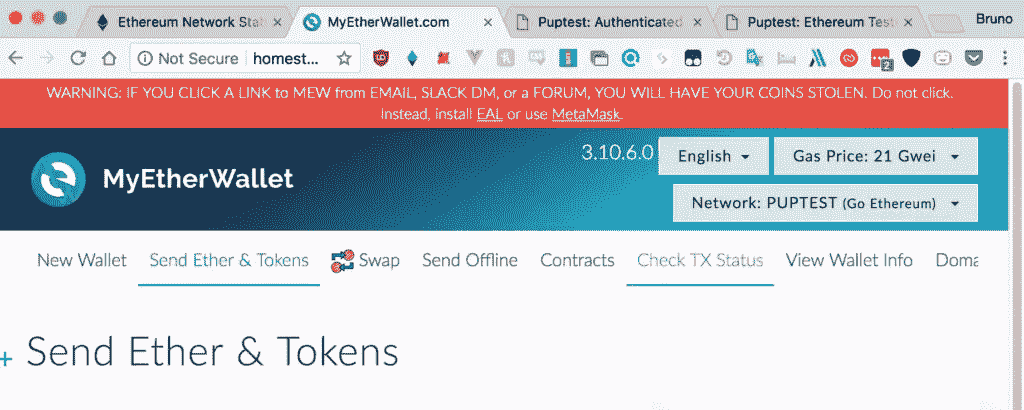 Ethereum Network Stat
MyEtherWallet.com
Puptest: Authenticated
Puptest: Ethereum Test
Bruno
Not Secure
homest...
2
WARNING: IF YOU CLICK A LINK to MEW from EMAIL, SLACK DM, or a FORUM, YOU WILL HAVE YOUR COINS STOLEN. Do not click.
Instead, install EAL or use MetaMask.
MyEtherWallet
3.10.6.0
English
Gas Price: 21 Gwei
Network: PUPTEST (Go Ethereum)
New Wallet
Send Ether & Tokens
Swap
Send Offline
Contracts
Check TX Status
View Wallet Info
Doma
+ Send Ether & Tokens